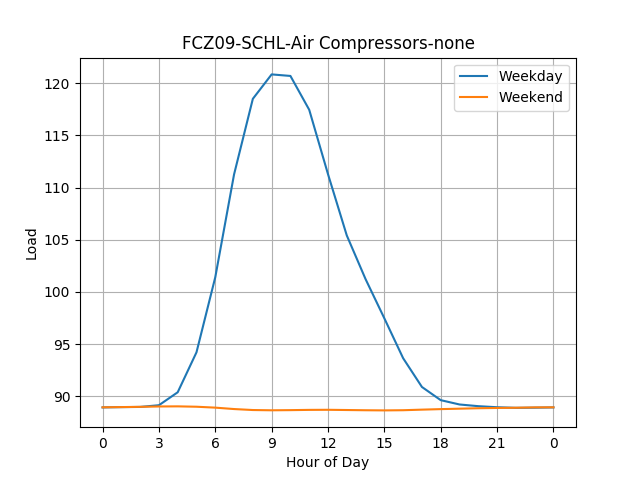 FCZ09-SCHL-Air Compressors-none
Weekday
Weekend
120
115
110
105
100
95
90
Load
0 3 6 9 12 15 18 21 0
Hour of Day